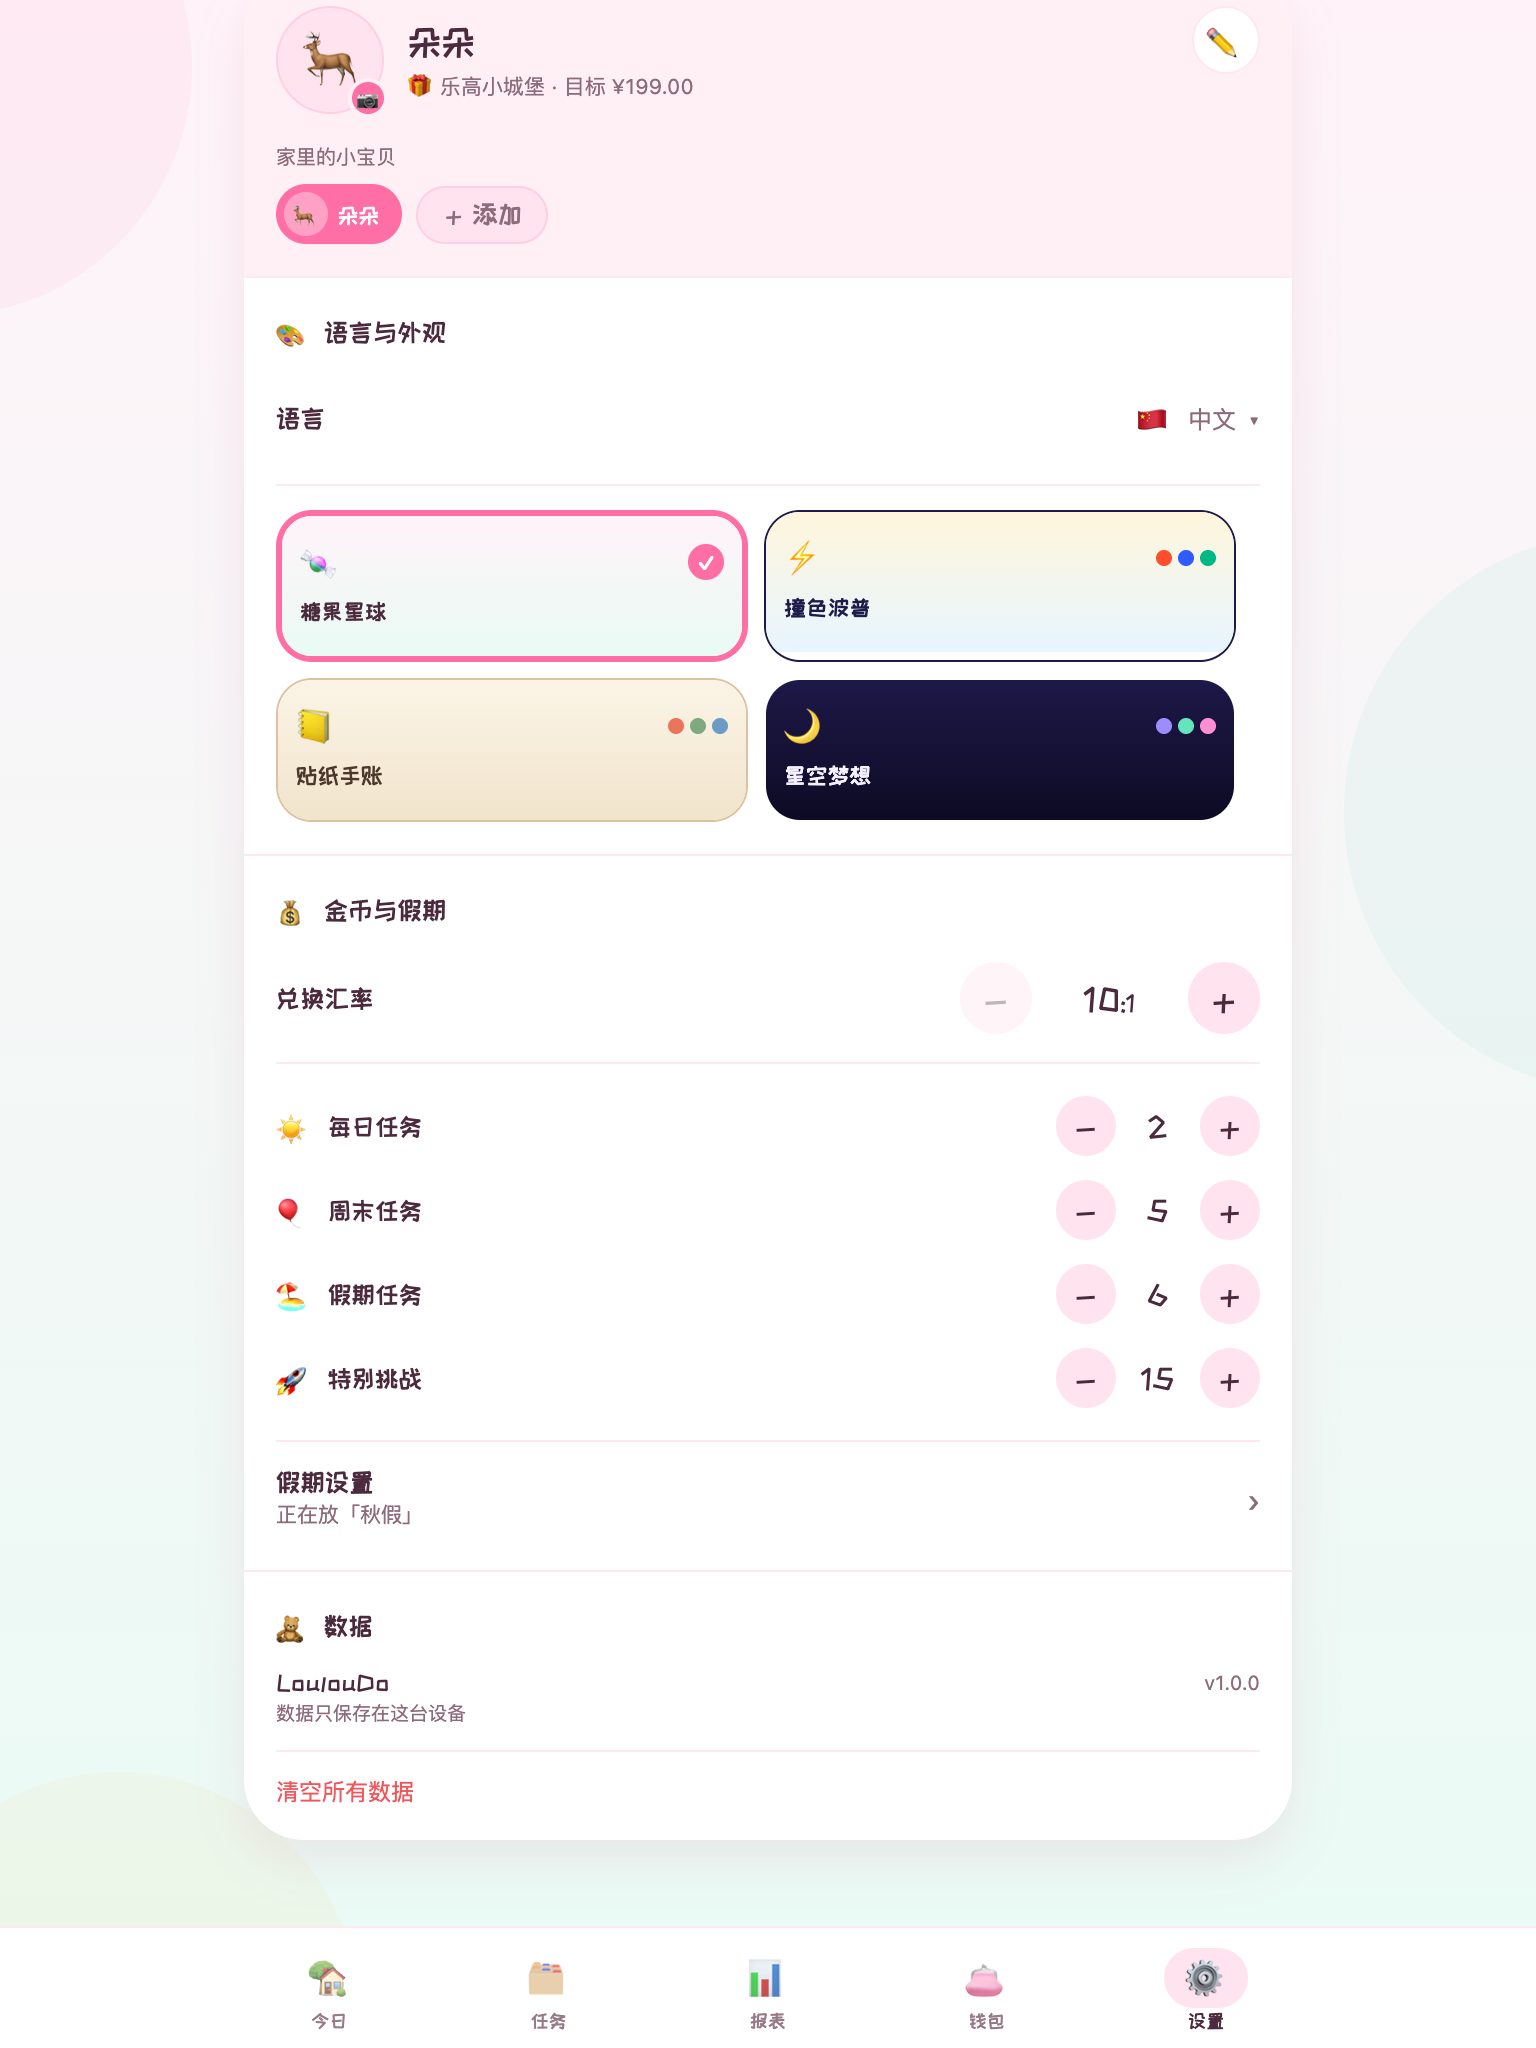 朵朵
乐高小城堡 · 目标 ¥199.00
家里的小宝贝
朵朵
+ 添加
语言与外观
语言
中文 ▾
糖果星球
撞色波普
贴纸手账
星空梦想
金币与假期
兑换汇率
− 10:1 +
每日任务
− 2 +
周末任务
− 5 +
假期任务
− 6 +
特别挑战
− 15 +
假期设置
正在放「秋假」
›
数据
LoulouDo
v1.0.0
数据只保存在这台设备
清空所有数据
今日
任务
报表
钱包
设置